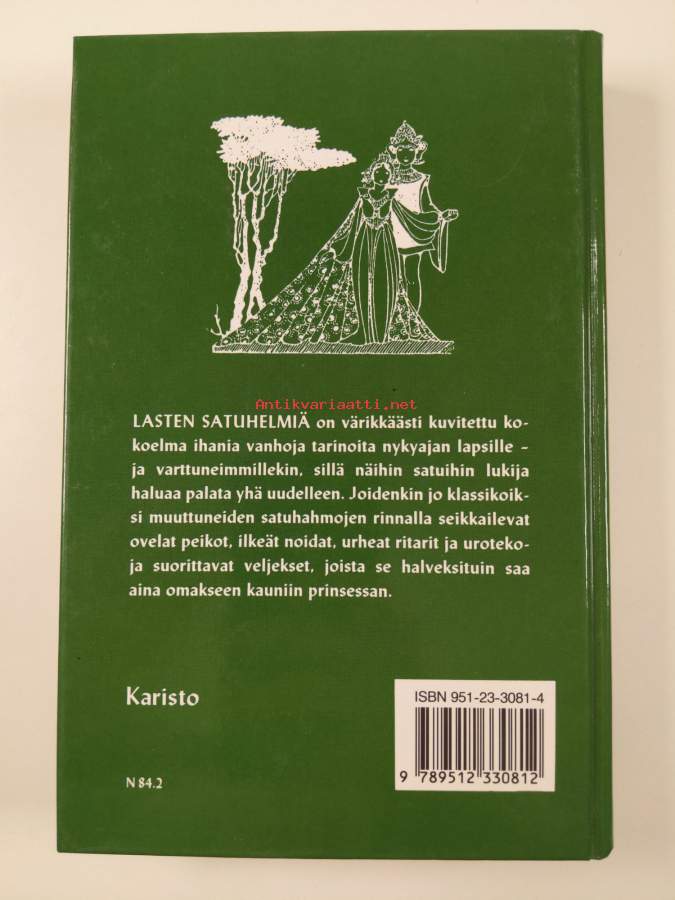 Antikvariaatti.net
LASTEN SATUHELMIÄ on värikkäästi kuvitettu ko-
koelma ihania vanhoja tarinoita nykyajan lapsille –
ja varttuneimmillekin, sillä näihin satuihin lukija
haluaa palata yhä uudelleen. Joidenkin jo klassikoik-
si muuttuneiden satuhahmojen rinnalla seikkailevat
ovelat peikot, ilkeät noidat, urheat ritarit ja uroteko-
ja suorittavat veljekset, joista se halveksituin saa
aina omakseen kauniin prinsessan.
Karisto
ISBN 951-23-3081-4
9 789512 330812
N 84.2